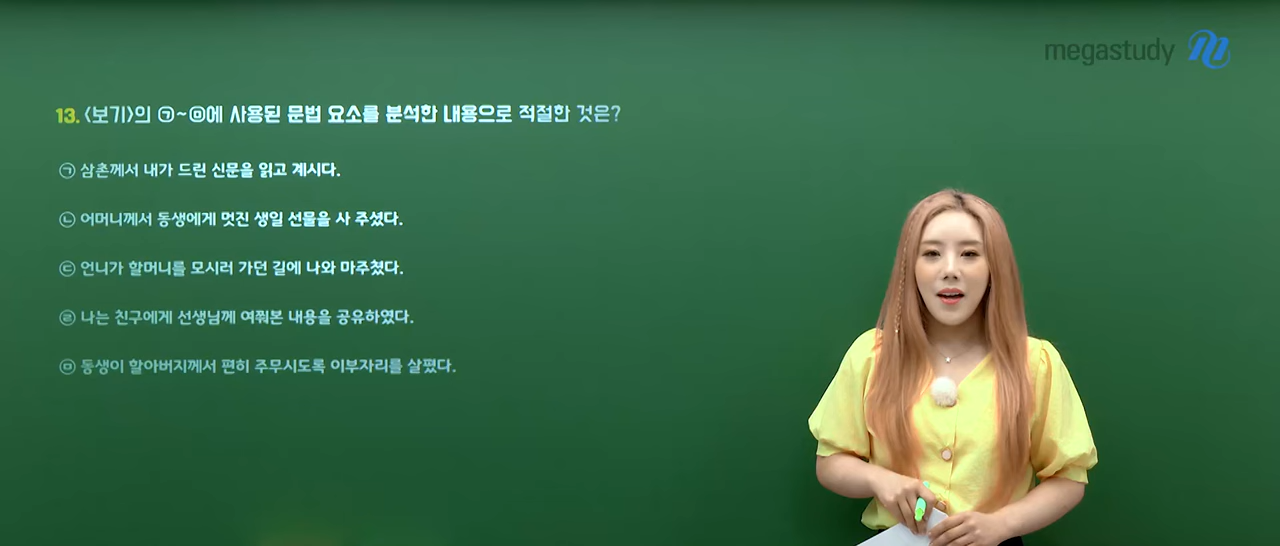 megastudy
13. <보기>의 ㉠~㉤에 사용된 문법 요소를 분석한 내용으로 적절한 것은?
㉠ 삼촌께서 내가 드린 신문을 읽고 계시다.
㉡ 어머니께서 동생에게 멋진 생일 선물을 사 주셨다.
㉢ 언니가 할머니를 모시러 가던 길에 나와 마주쳤다.
㉣ 나는 친구에게 선생님께 여쭤본 내용을 공유하였다.
㉤ 동생이 할아버지께서 편히 주무시도록 이부자리를 살폈다.